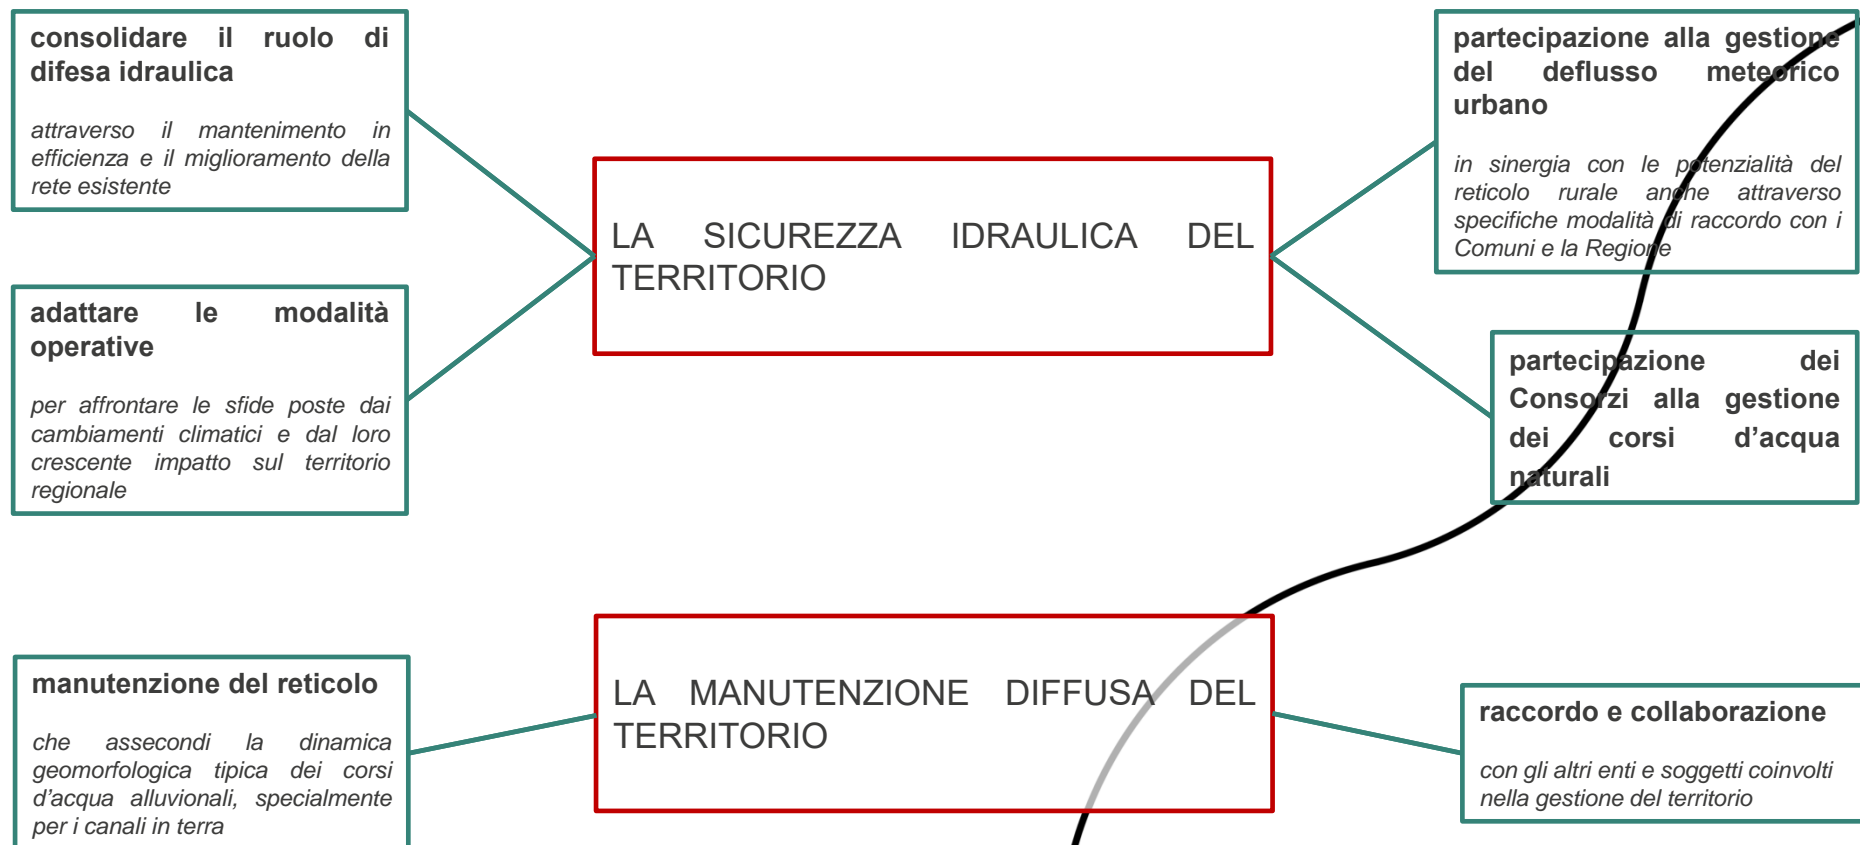 consolidare il ruolo di
difesa idraulica
attraverso il mantenimento in
efficienza e il miglioramento della
rete esistente
adattare le modalità
operative
per affrontare le sfide poste dai
cambiamenti climatici e dal loro
crescente impatto sul territorio
regionale
LA SICUREZZA IDRAULICA DEL
TERRITORIO
partecipazione alla gestione
del deflusso meteorico
urbano
in sinergia con le potenzialità del
reticolo rurale anche attraverso
specifiche modalità di raccordo con i
Comuni e la Regione
partecipazione dei
Consorzi alla gestione
dei corsi d’acqua
naturali
manutenzione del reticolo
che assecondi la dinamica
geomorfologica tipica dei corsi
d’acqua alluvionali, specialmente
per i canali in terra
LA MANUTENZIONE DIFFUSA DEL
TERRITORIO
raccordo e collaborazione
con gli altri enti e soggetti coinvolti
nella gestione del territorio